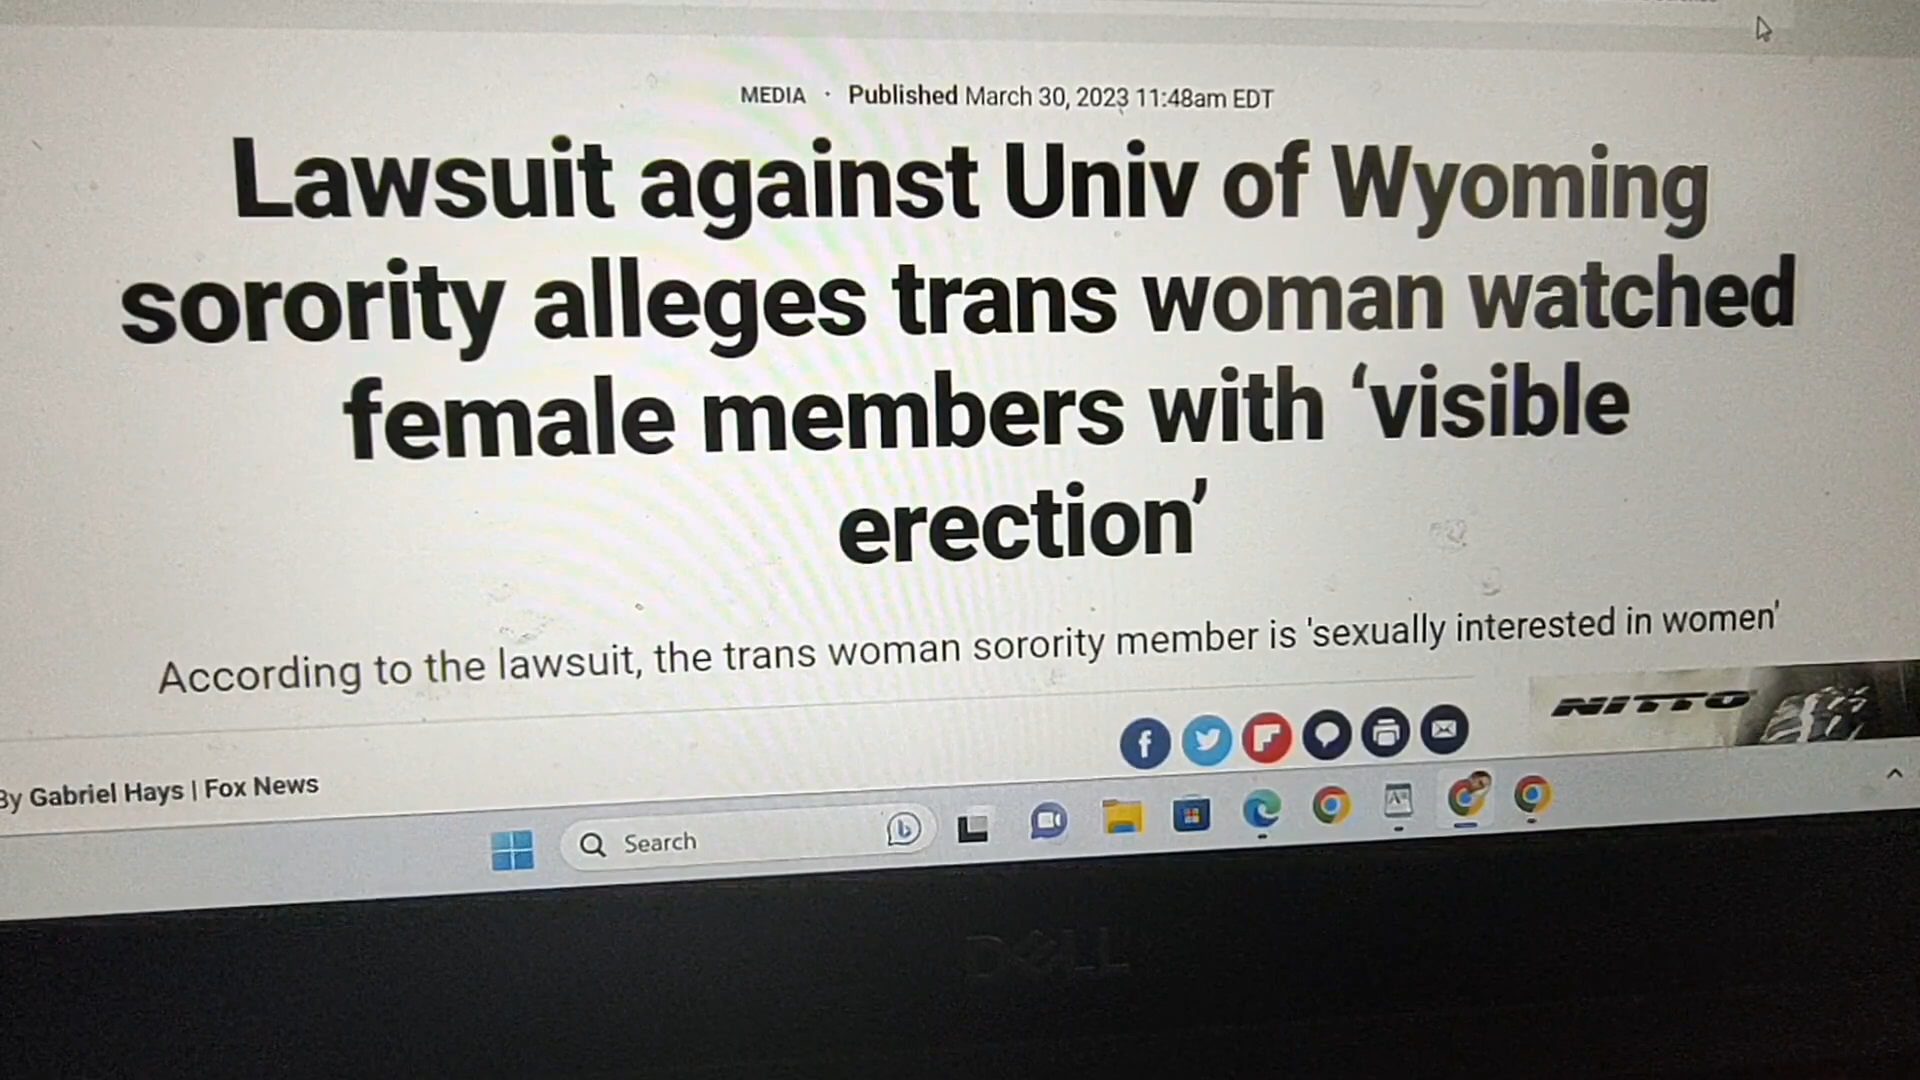 MEDIA · Published March 30, 2023 11:48am EDT
Lawsuit against Univ of Wyoming
sorority alleges trans woman watched
female members with ‘visible
erection’
According to the lawsuit, the trans woman sorority member is 'sexually interested in women'
NITTO
By Gabriel Hays | Fox News
Search
DELL